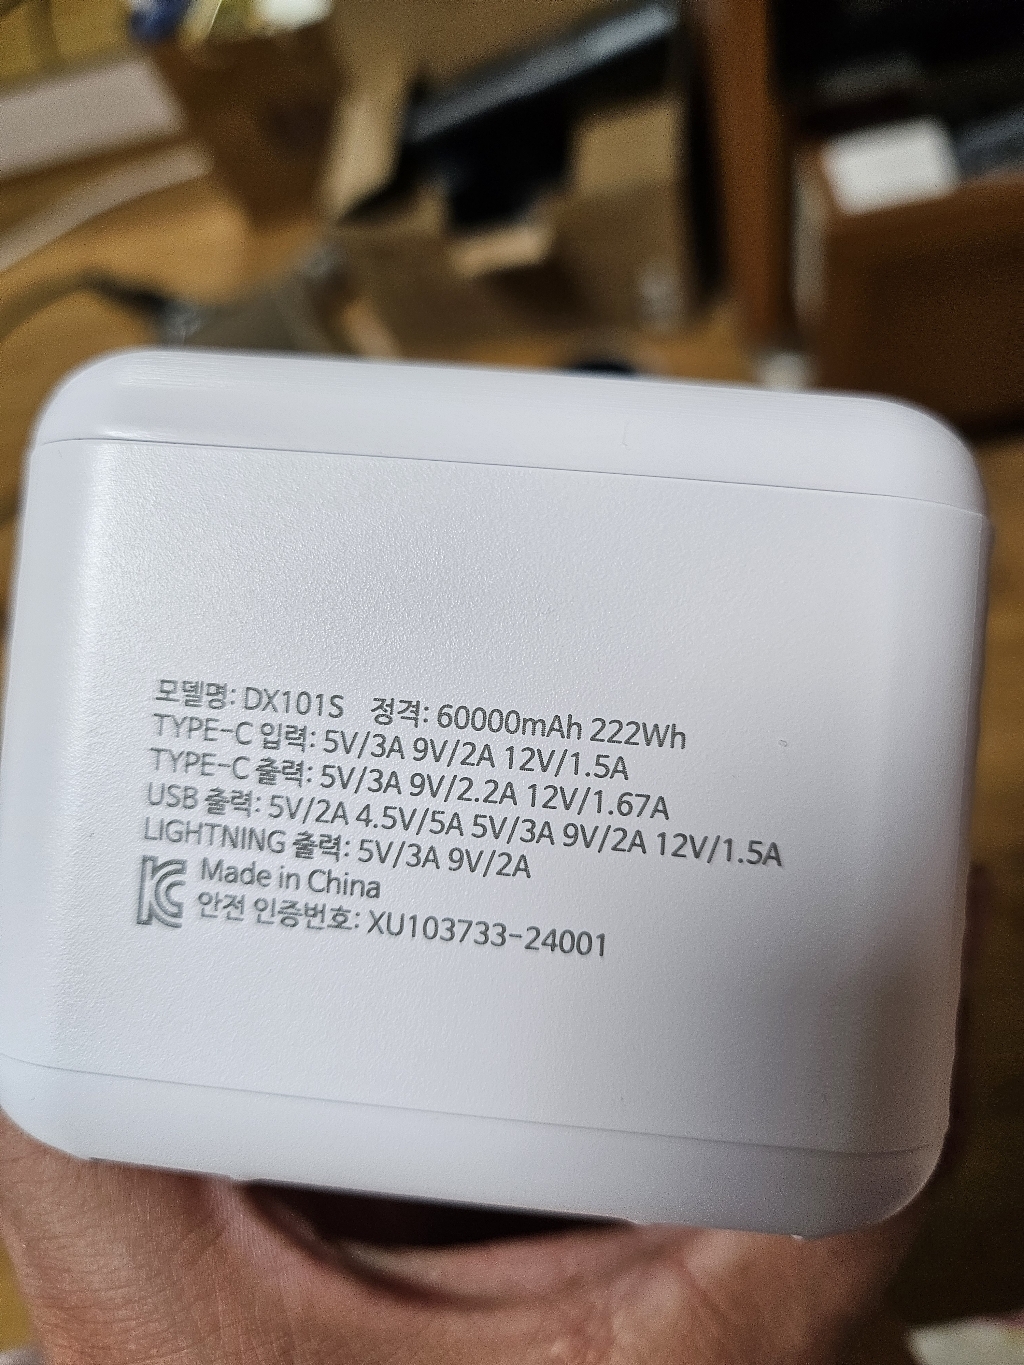 모델명: DX101S 정격: 60000mAh 222Wh
TYPE-C 입력: 5V/3A 9V/2A 12V/1.5A
TYPE-C 출력: 5V/3A 9V/2.2A 12V/1.67A
USB 출력: 5V/2A 4.5V/5A 5V/3A 9V/2A 12V/1.5A
LIGHTNING 출력: 5V/3A 9V/2A
KC Made in China
안전 인증번호: XU103733-24001